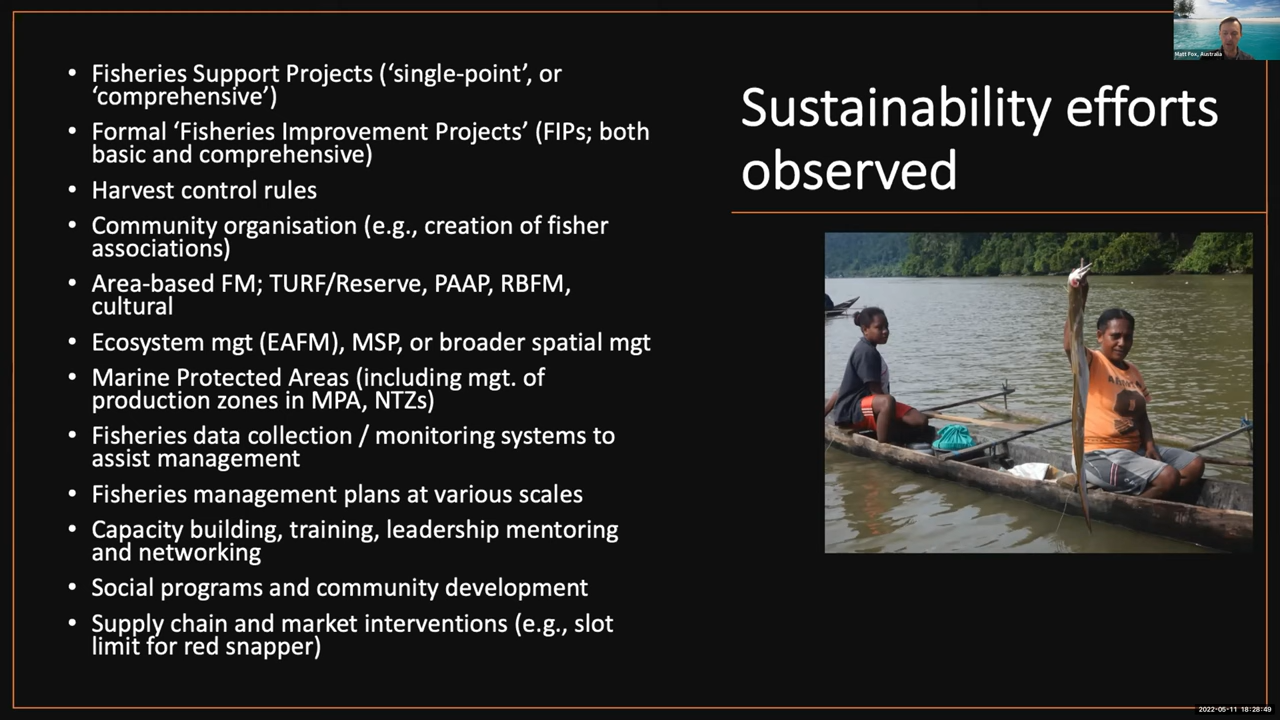 Sustainability efforts
observed
• Fisheries Support Projects (‘single-point’, or
‘comprehensive’)
• Formal ‘Fisheries Improvement Projects’ (FIPs; both
basic and comprehensive)
• Harvest control rules
• Community organisation (e.g., creation of fisher
associations)
• Area-based FM; TURF/Reserve, PAAP, RBFM,
cultural
• Ecosystem mgt (EAFM), MSP, or broader spatial mgt
• Marine Protected Areas (including mgt. of
production zones in MPA, NTZs)
• Fisheries data collection / monitoring systems to
assist management
• Fisheries management plans at various scales
• Capacity building, training, leadership mentoring
and networking
• Social programs and community development
• Supply chain and market interventions (e.g., slot
limit for red snapper)
Matt Fox, Australia
2022-05-11 18:28:49